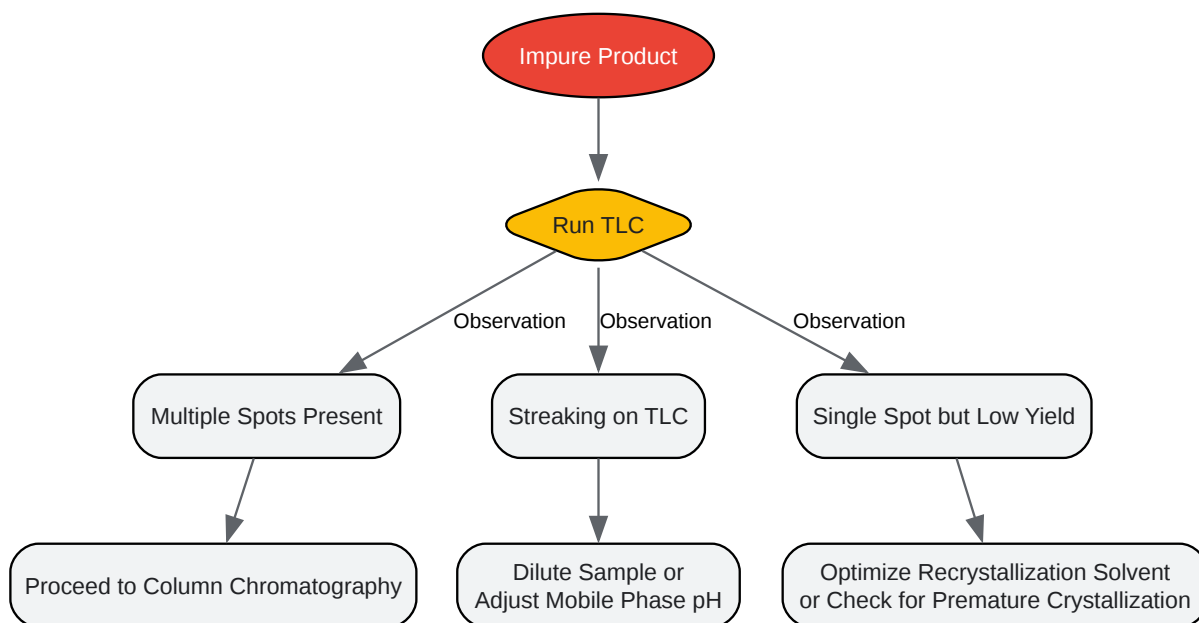 Impure Product
Run TLC
Observation
Observation
Observation
Multiple Spots Present
Streaking on TLC
Single Spot but Low Yield
Proceed to Column Chromatography
Dilute Sample or
Adjust Mobile Phase pH
Optimize Recrystallization Solvent
or Check for Premature Crystallization